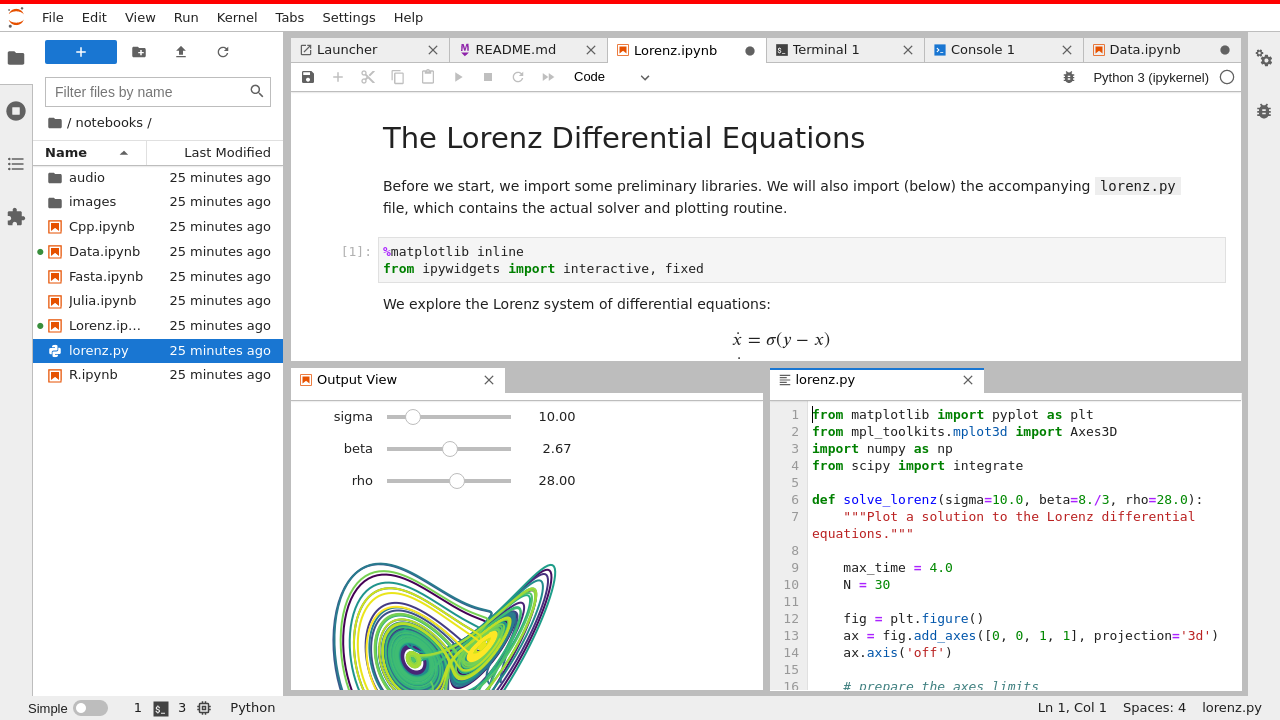 File Edit View Run Kernel Tabs Settings Help
Filter files by name
/ notebooks /
Name Last Modified
audio 25 minutes ago
images 25 minutes ago
Cpp.ipynb 25 minutes ago
Data.ipynb 25 minutes ago
Fasta.ipynb 25 minutes ago
Julia.ipynb 25 minutes ago
Lorenz.ip… 25 minutes ago
lorenz.py 25 minutes ago
R.ipynb 25 minutes ago
Launcher README.md Lorenz.ipynb Terminal 1 Console 1 Data.ipynb
Code Python 3 (ipykernel)
The Lorenz Differential Equations
Before we start, we import some preliminary libraries. We will also import (below) the accompanying lorenz.py
file, which contains the actual solver and plotting routine.
[1]: %matplotlib inline
from ipywidgets import interactive, fixed
We explore the Lorenz system of differential equations:
ẋ = σ(y − x)
Output View
sigma 10.00
beta 2.67
rho 28.00
lorenz.py
1 from matplotlib import pyplot as plt
2 from mpl_toolkits.mplot3d import Axes3D
3 import numpy as np
4 from scipy import integrate
5
6 def solve_lorenz(sigma=10.0, beta=8./3, rho=28.0):
7     """Plot a solution to the Lorenz differential
equations."""
8
9     max_time = 4.0
10     N = 30
11
12     fig = plt.figure()
13     ax = fig.add_axes([0, 0, 1, 1], projection='3d')
14     ax.axis('off')
15
16     # prepare the axes limits
Simple 1 $_ 3 Python Ln 1, Col 1 Spaces: 4 lorenz.py